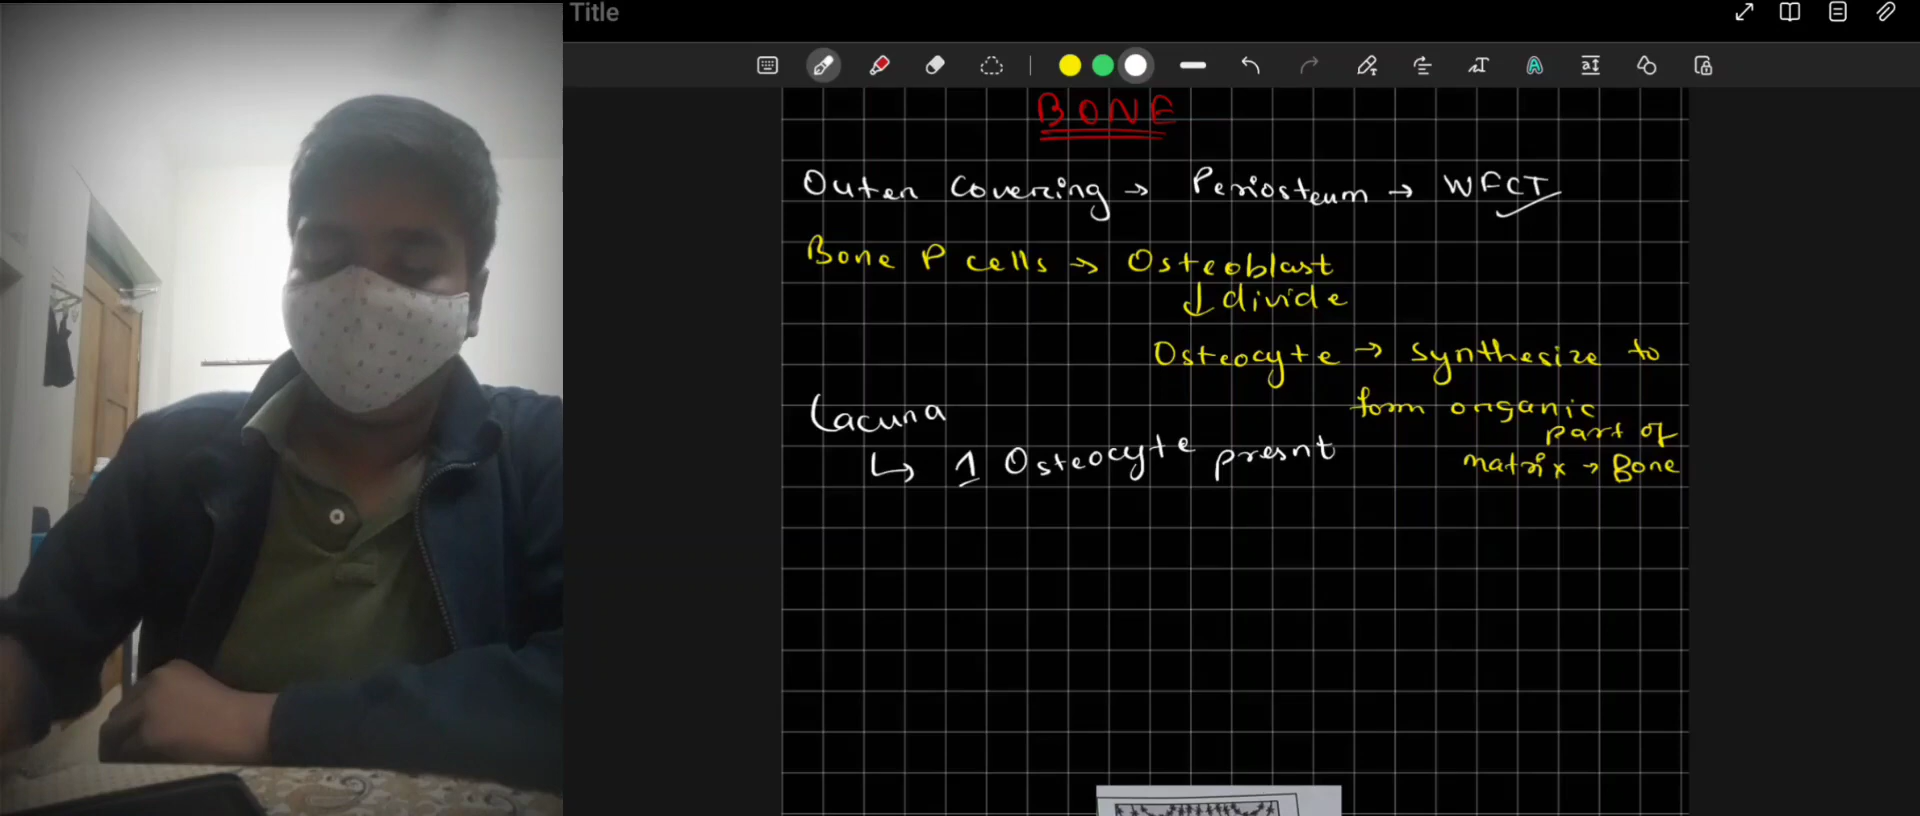 Title
BONE
Outer Covering → Periosteum → WFCT
Bone P cells → Osteoblast
↓ divide
Osteocyte → synthesize to
form organic
part of
matrix → Bone
Lacuna
↳ 1 Osteocyte presnt